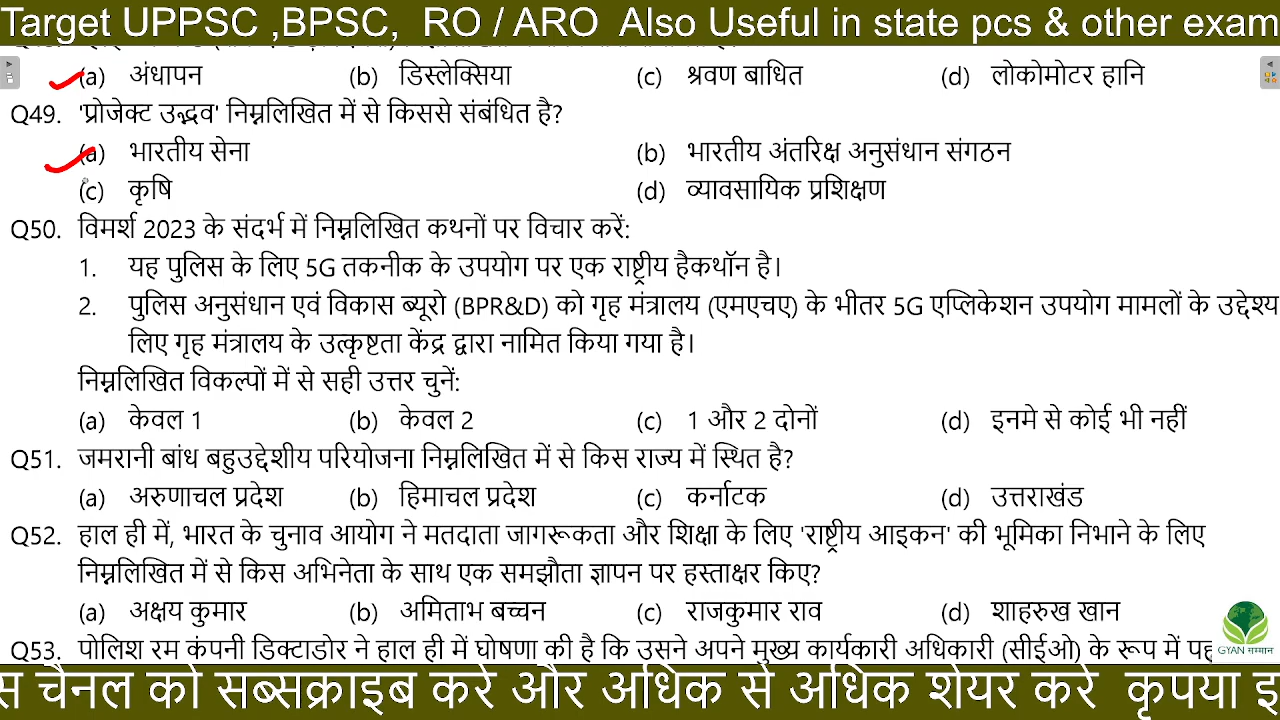 Target UPPSC ,BPSC, RO / ARO Also Useful in state pcs & other exam
(a) अंधापन (b) डिस्लेक्सिया (c) श्रवण बाधित (d) लोकोमोटर हानि
Q49. 'प्रोजेक्ट उद्भव' निम्नलिखित में से किससे संबंधित है?
(a) भारतीय सेना (b) भारतीय अंतरिक्ष अनुसंधान संगठन
(c) कृषि (d) व्यावसायिक प्रशिक्षण
Q50. विमर्श 2023 के संदर्भ में निम्नलिखित कथनों पर विचार करें:
1. यह पुलिस के लिए 5G तकनीक के उपयोग पर एक राष्ट्रीय हैकथॉन है।
2. पुलिस अनुसंधान एवं विकास ब्यूरो (BPR&D) को गृह मंत्रालय (एमएचए) के भीतर 5G एप्लिकेशन उपयोग मामलों के उद्देश्य
लिए गृह मंत्रालय के उत्कृष्टता केंद्र द्वारा नामित किया गया है।
निम्नलिखित विकल्पों में से सही उत्तर चुनें:
(a) केवल 1 (b) केवल 2 (c) 1 और 2 दोनों (d) इनमे से कोई भी नहीं
Q51. जमरानी बांध बहुउद्देशीय परियोजना निम्नलिखित में से किस राज्य में स्थित है?
(a) अरुणाचल प्रदेश (b) हिमाचल प्रदेश (c) कर्नाटक (d) उत्तराखंड
Q52. हाल ही में, भारत के चुनाव आयोग ने मतदाता जागरूकता और शिक्षा के लिए 'राष्ट्रीय आइकन' की भूमिका निभाने के लिए
निम्नलिखित में से किस अभिनेता के साथ एक समझौता ज्ञापन पर हस्ताक्षर किए?
(a) अक्षय कुमार (b) अमिताभ बच्चन (c) राजकुमार राव (d) शाहरुख खान
Q53. पोलिश रम कंपनी डिक्टाडोर ने हाल ही में घोषणा की है कि उसने अपने मुख्य कार्यकारी अधिकारी (सीईओ) के रूप में पह
GYAN सम्मान
स चैनल को सब्सक्राइब करे और अधिक से अधिक शेयर करे कृपया इ